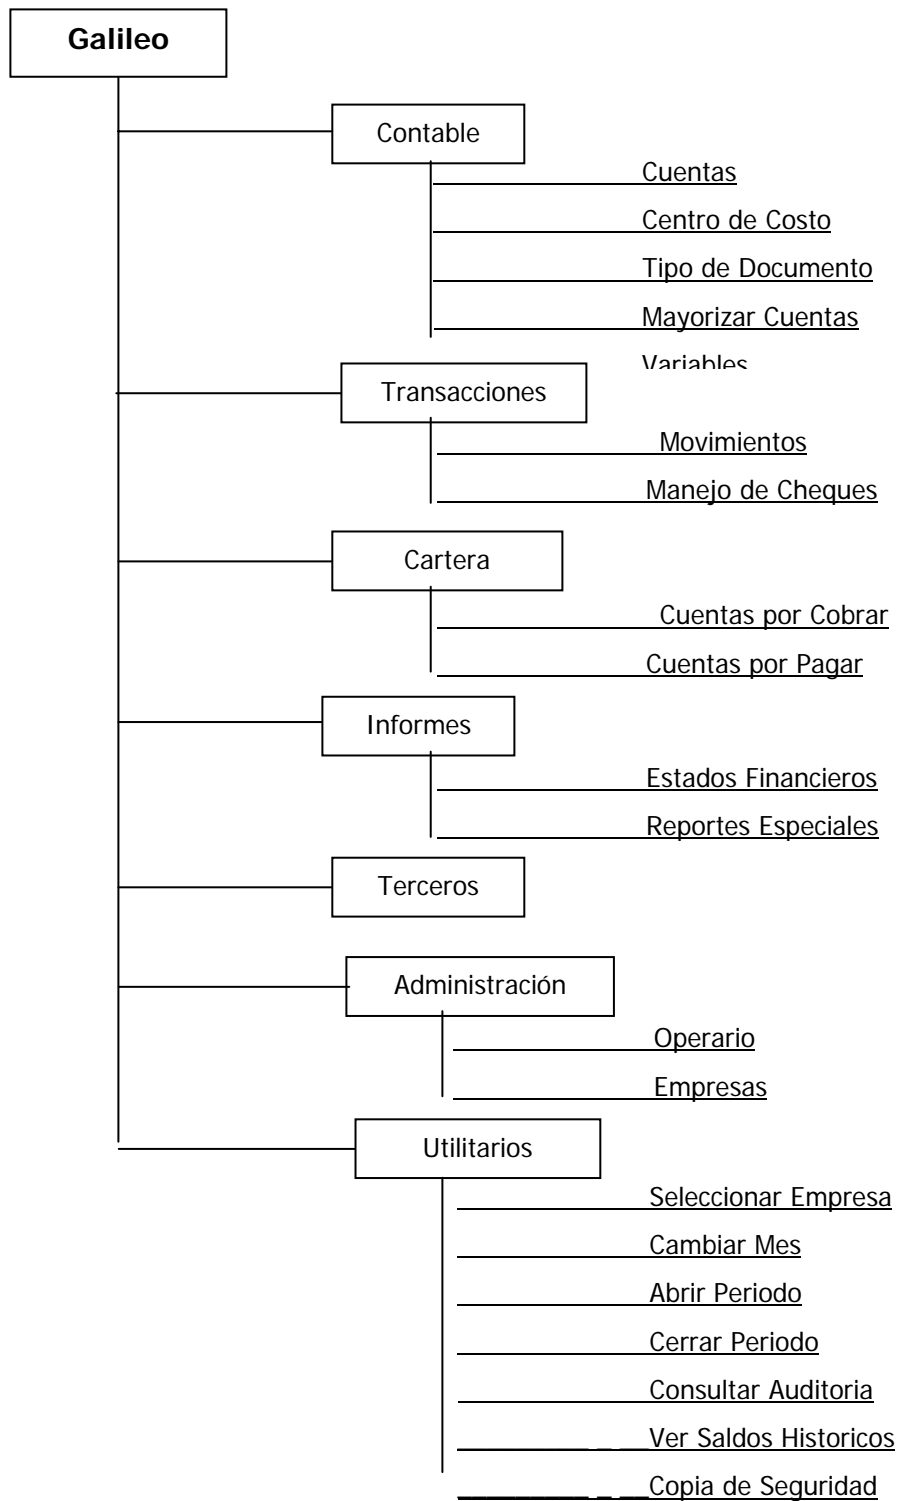 Galileo
Contable
Cuentas
Centro de Costo
Tipo de Documento
Mayorizar Cuentas
Variables
Transacciones
Movimientos
Manejo de Cheques
Cartera
Cuentas por Cobrar
Cuentas por Pagar
Informes
Estados Financieros
Reportes Especiales
Terceros
Administración
Operario
Empresas
Utilitarios
Seleccionar Empresa
Cambiar Mes
Abrir Periodo
Cerrar Periodo
Consultar Auditoria
Ver Saldos Historicos
Copia de Seguridad